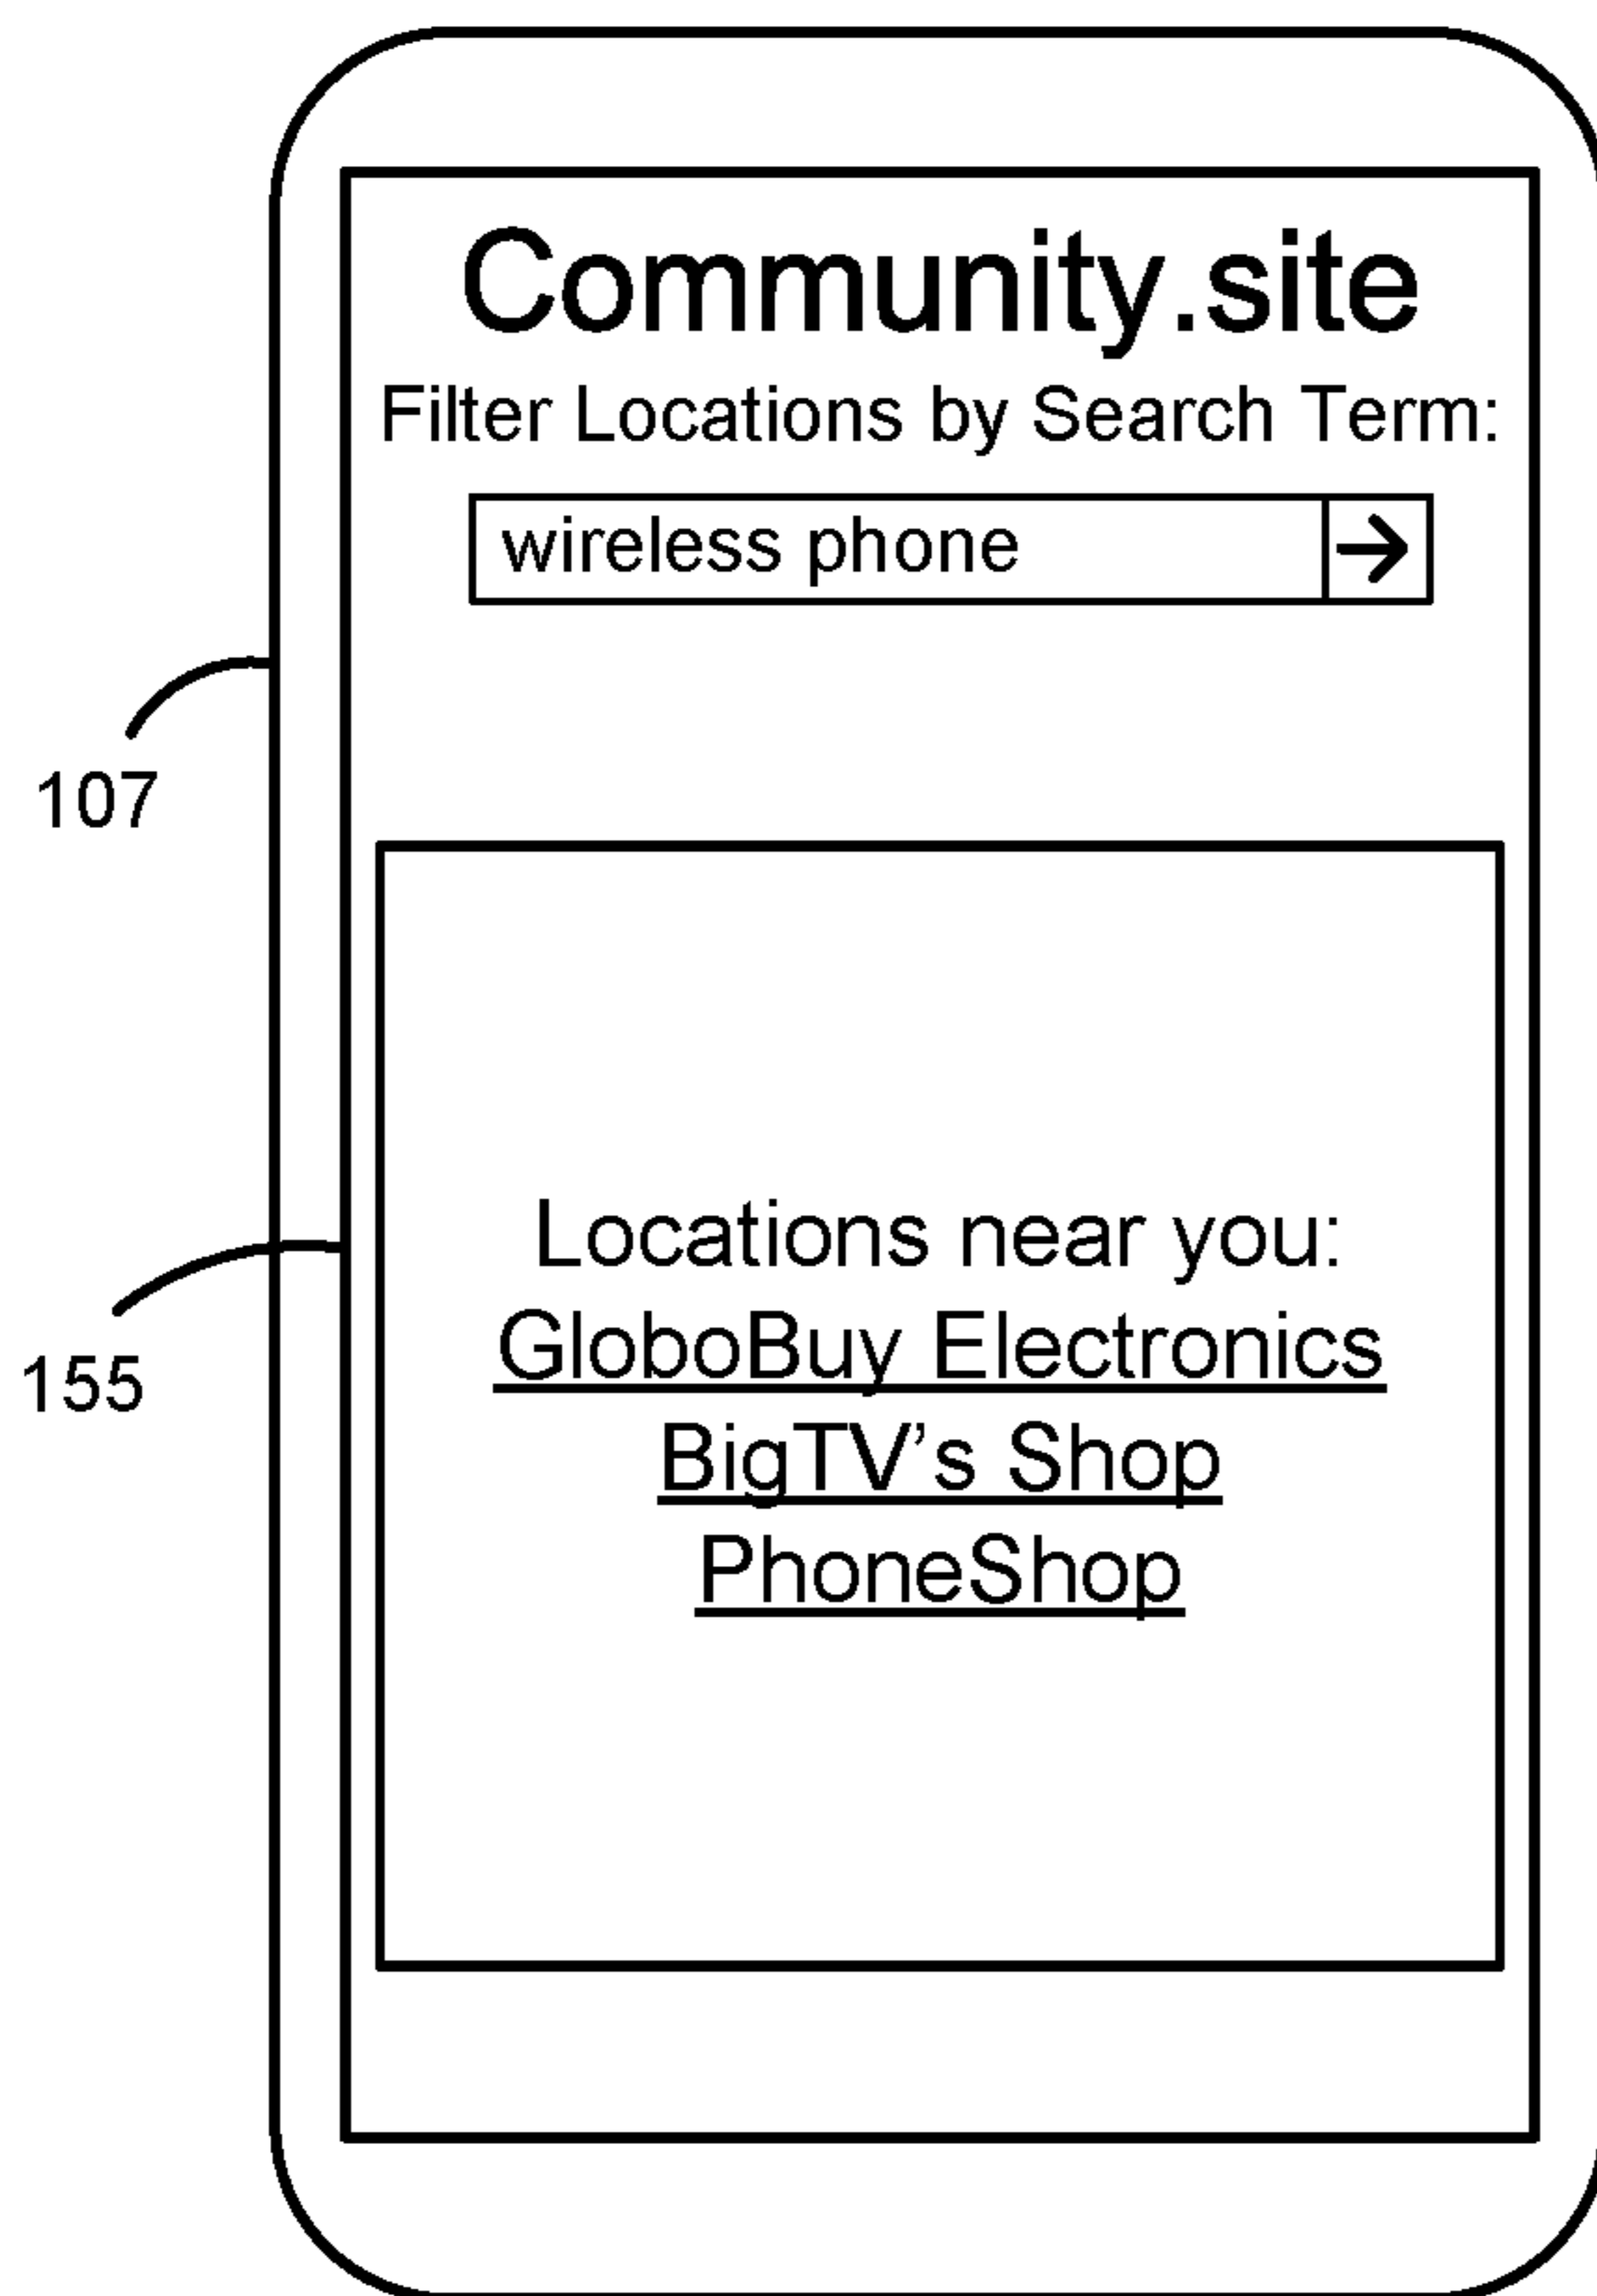 Community.site
Filter Locations by Search Term:
wireless phone
107
Locations near you:
155
GloboBuy Electronics
BigTV's Shop
PhoneShop